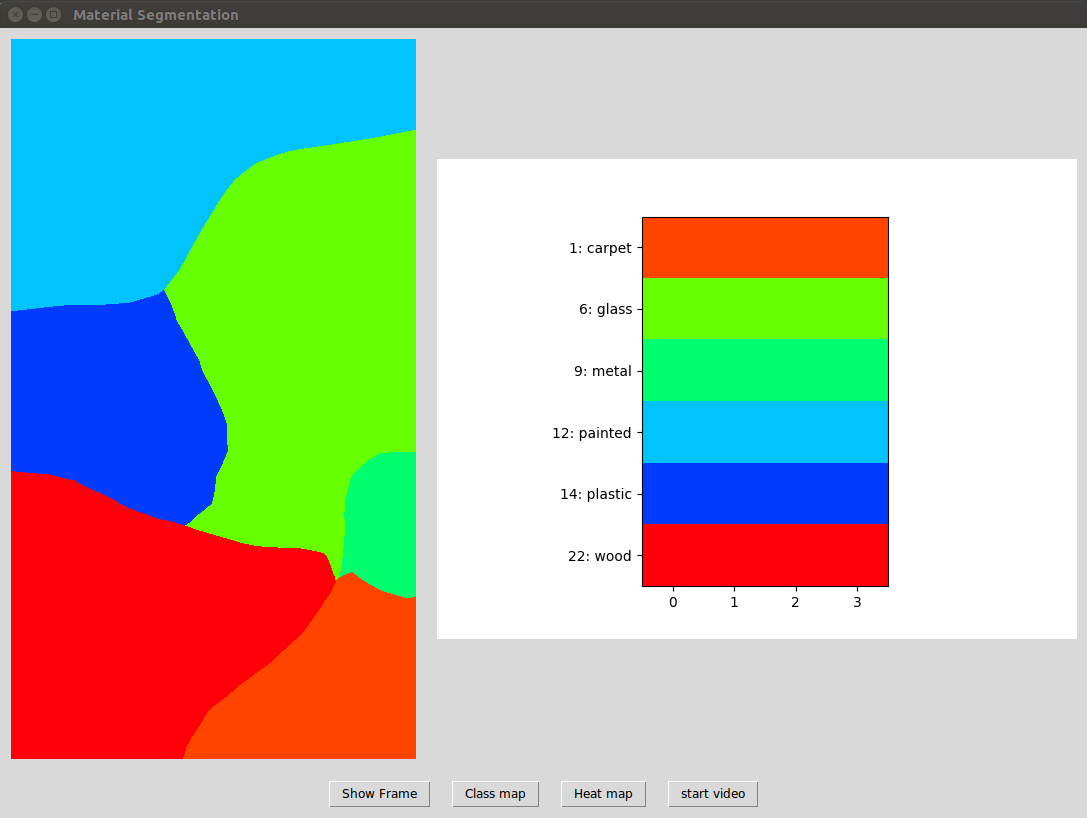 Material Segmentation
1: carpet
6: glass
9: metal
12: painted
14: plastic
22: wood
0 1 2 3
Show Frame Class map Heat map start video